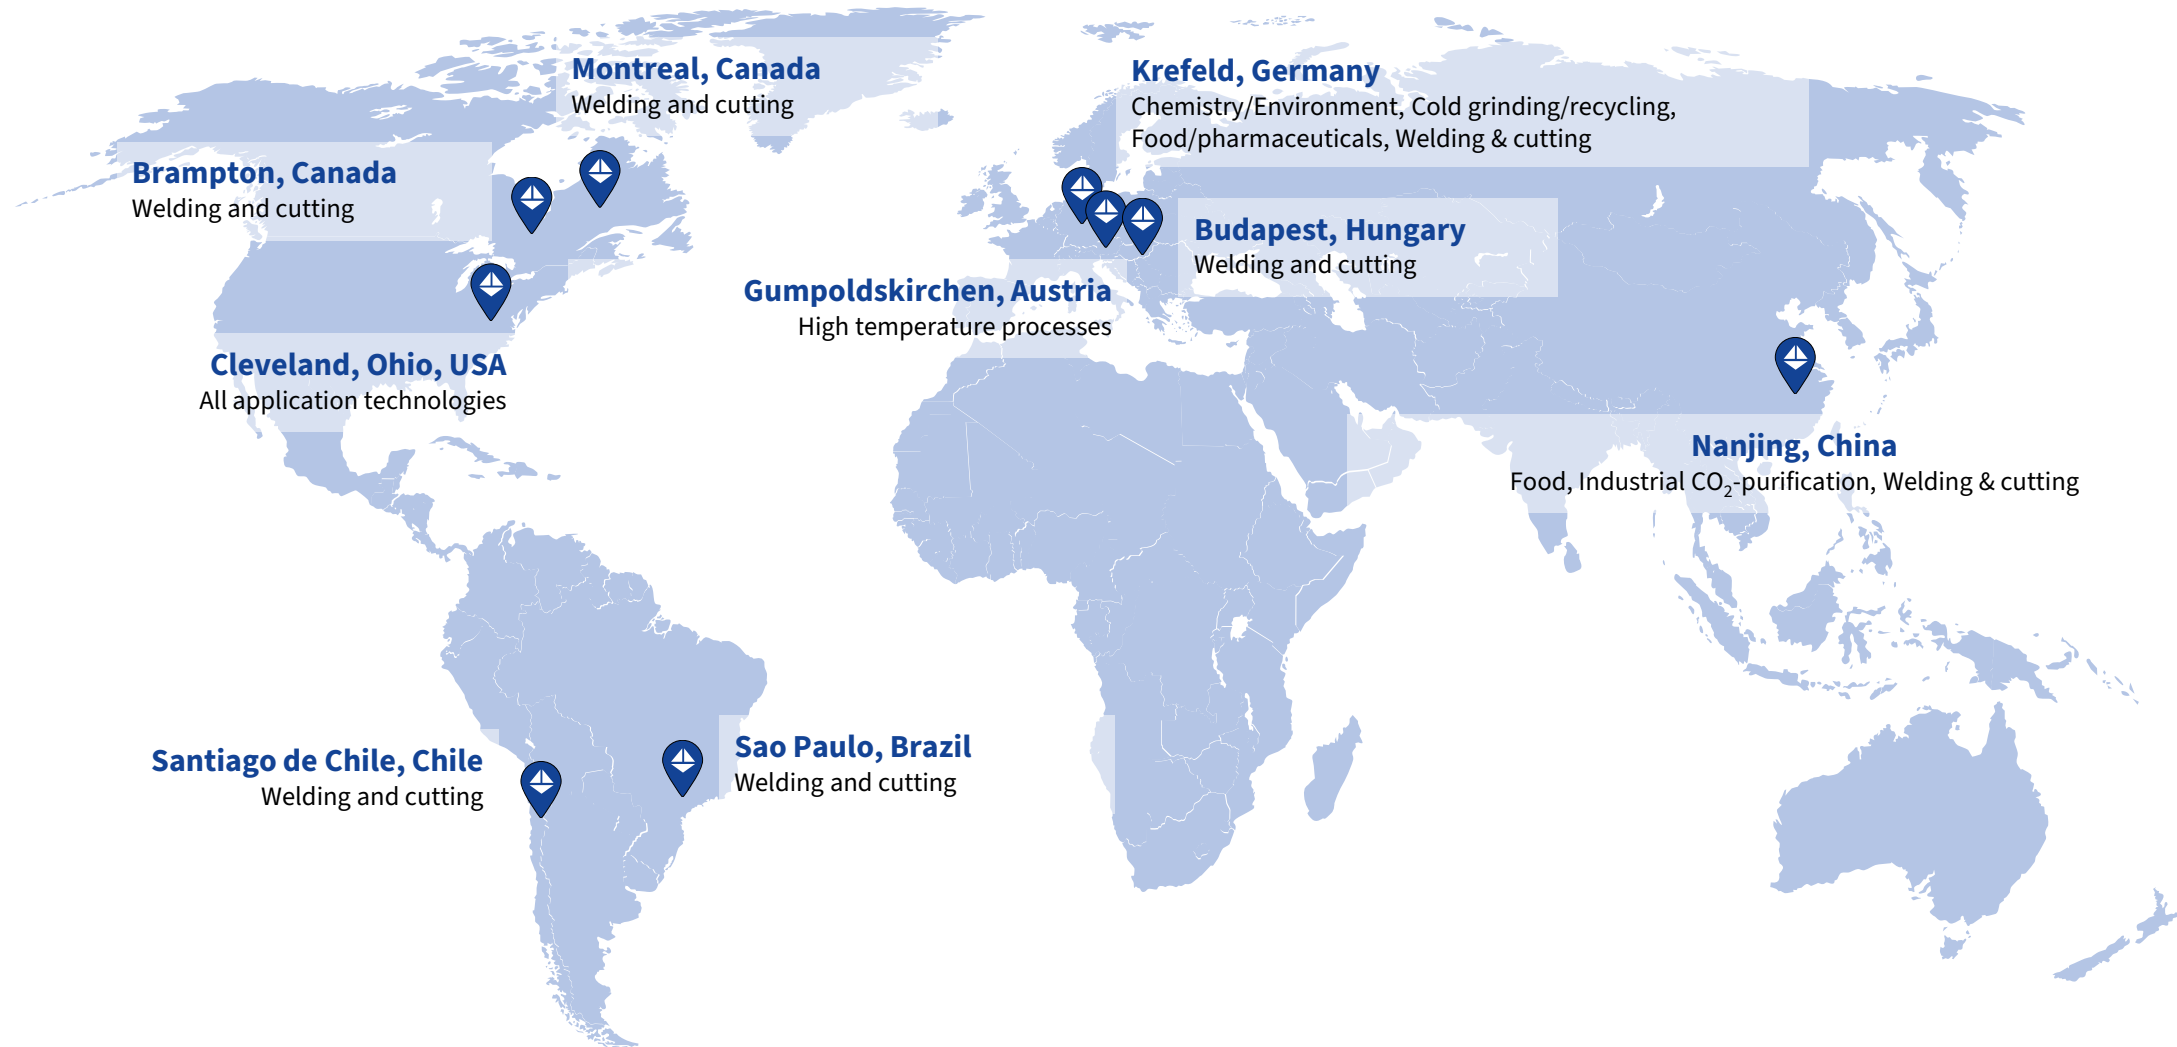 Montreal, Canada
Welding and cutting
Krefeld, Germany
Chemistry/Environment, Cold grinding/recycling,
Food/pharmaceuticals, Welding & cutting
Brampton, Canada
Welding and cutting
Budapest, Hungary
Welding and cutting
Gumpoldskirchen, Austria
High temperature processes
Cleveland, Ohio, USA
All application technologies
Nanjing, China
Food, Industrial CO₂-purification, Welding & cutting
Santiago de Chile, Chile
Welding and cutting
Sao Paulo, Brazil
Welding and cutting